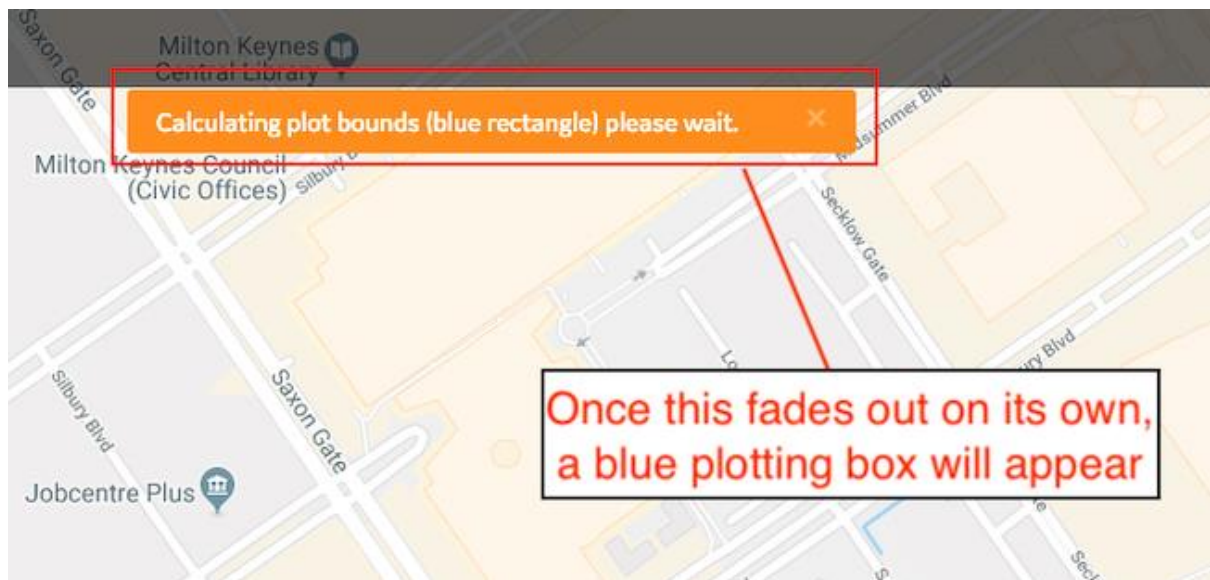 Saxon Gate
Milton Keynes
Central Library
Calculating plot bounds (blue rectangle) please wait. ×
Midsummer Blvd
Milton Keynes Council
(Civic Offices)
Silbury
Secklow Gate
Silbury Blvd
Saxon Gate
Blvd
Once this fades out on its own,
a blue plotting box will appear
Jobcentre Plus